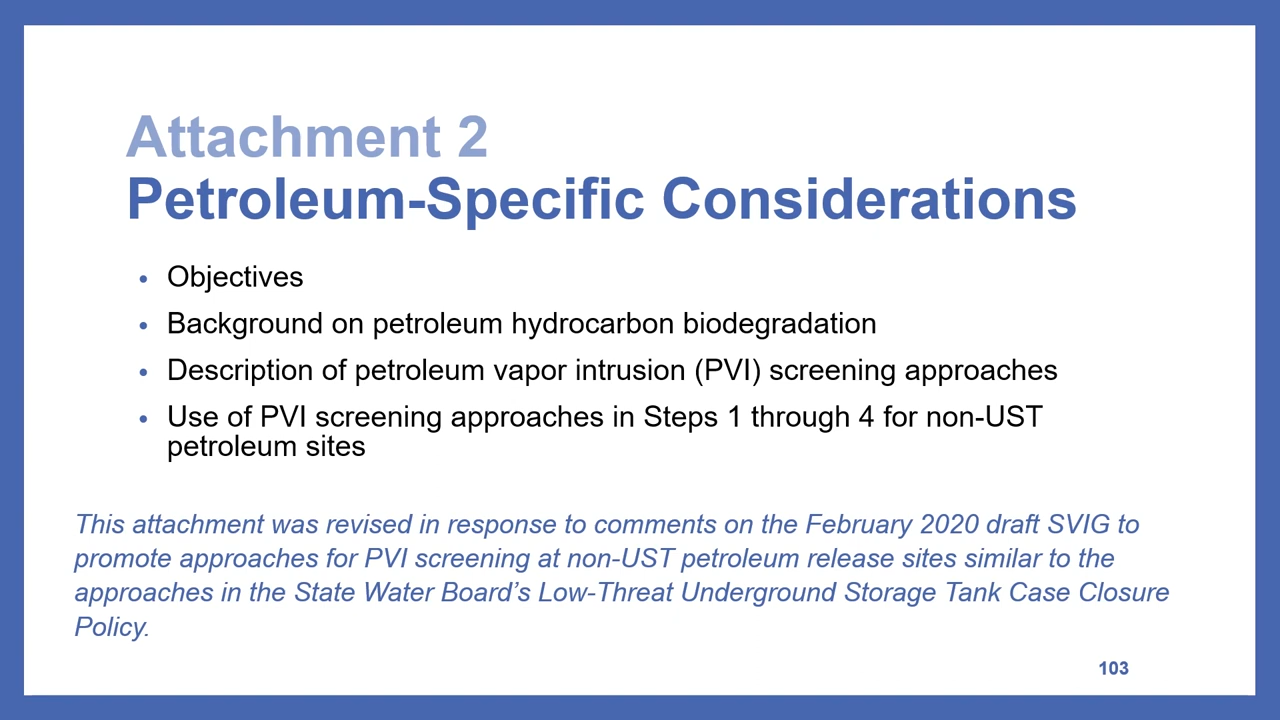 Attachment 2
Petroleum-Specific Considerations
• Objectives
• Background on petroleum hydrocarbon biodegradation
• Description of petroleum vapor intrusion (PVI) screening approaches
• Use of PVI screening approaches in Steps 1 through 4 for non-UST
petroleum sites
This attachment was revised in response to comments on the February 2020 draft SVIG to
promote approaches for PVI screening at non-UST petroleum release sites similar to the
approaches in the State Water Board’s Low-Threat Underground Storage Tank Case Closure
Policy.
103